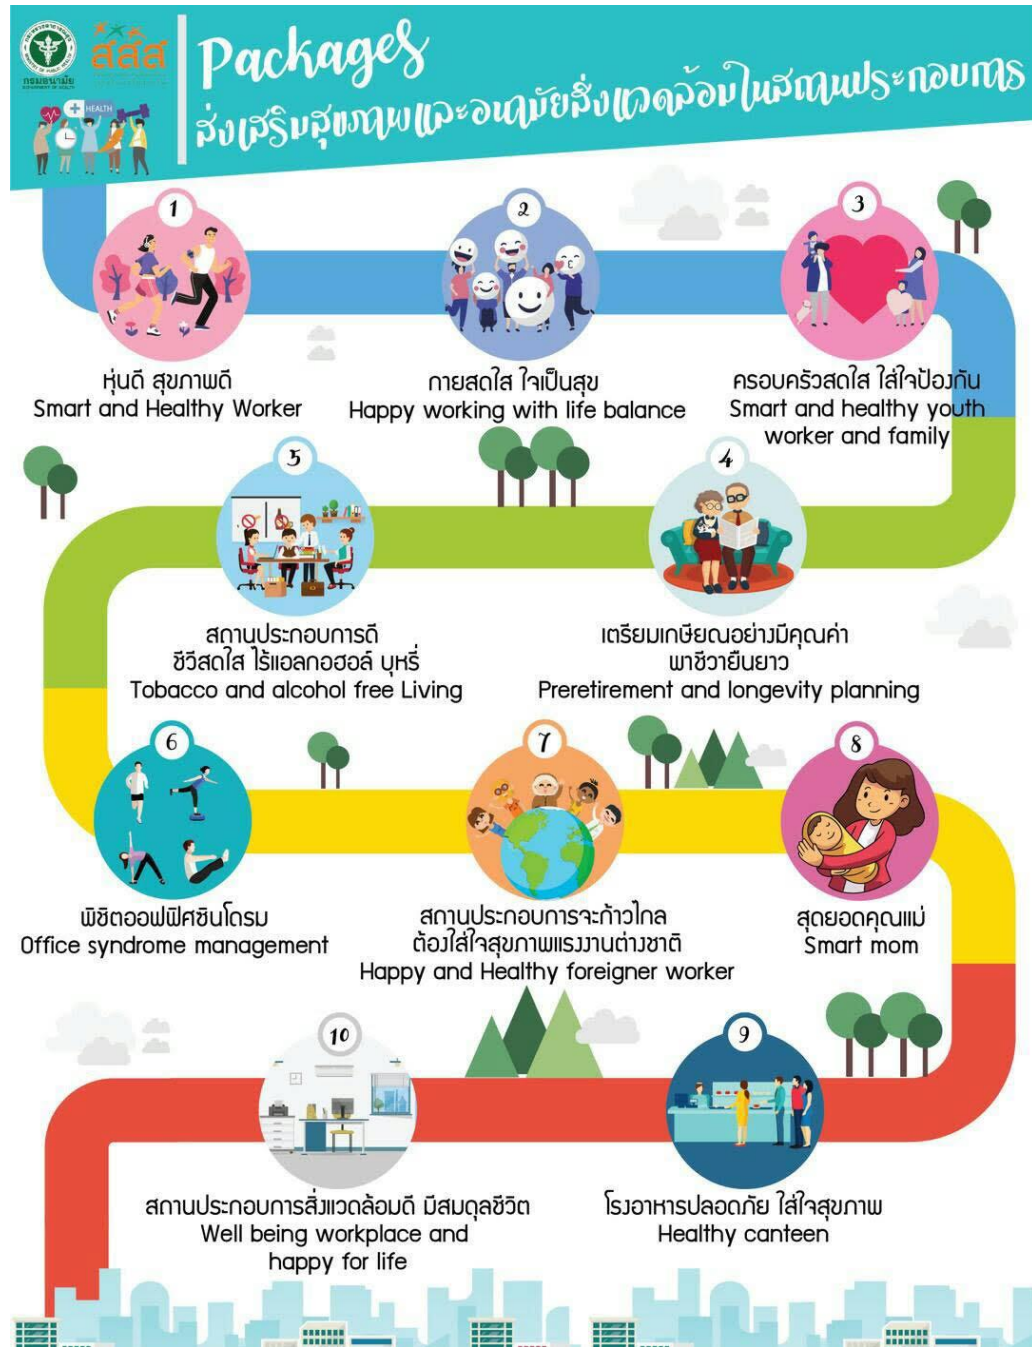 กรมอนามัย
DEPARTMENT OF HEALTH
สสส
HEALTH
Packages
ส่งเสริมสุขภาพและอนามัยสิ่งแวดล้อมในสถานประกอบการ
1
หุ่นดี สุขภาพดี
Smart and Healthy Worker
2
กายสดใส ใจเป็นสุข
Happy working with life balance
3
ครอบครัวสดใส ใส่ใจป้องกัน
Smart and healthy youth
worker and family
4
เตรียมเกษียณอย่างมีคุณค่า
พาชีวายืนยาว
Preretirement and longevity planning
5
สถานประกอบการดี
ชีวีสดใส ไร้แอลกอฮอล์ บุหรี่
Tobacco and alcohol free Living
6
พิชิตออฟฟิศซินโดรม
Office syndrome management
7
สถานประกอบการจะก้าวไกล
ต้องใส่ใจสุขภาพแรงงานต่างชาติ
Happy and Healthy foreigner worker
8
สุดยอดคุณแม่
Smart mom
9
โรงอาหารปลอดภัย ใส่ใจสุขภาพ
Healthy canteen
10
สถานประกอบการสิ่งแวดล้อมดี มีสมดุลชีวิต
Well being workplace and
happy for life